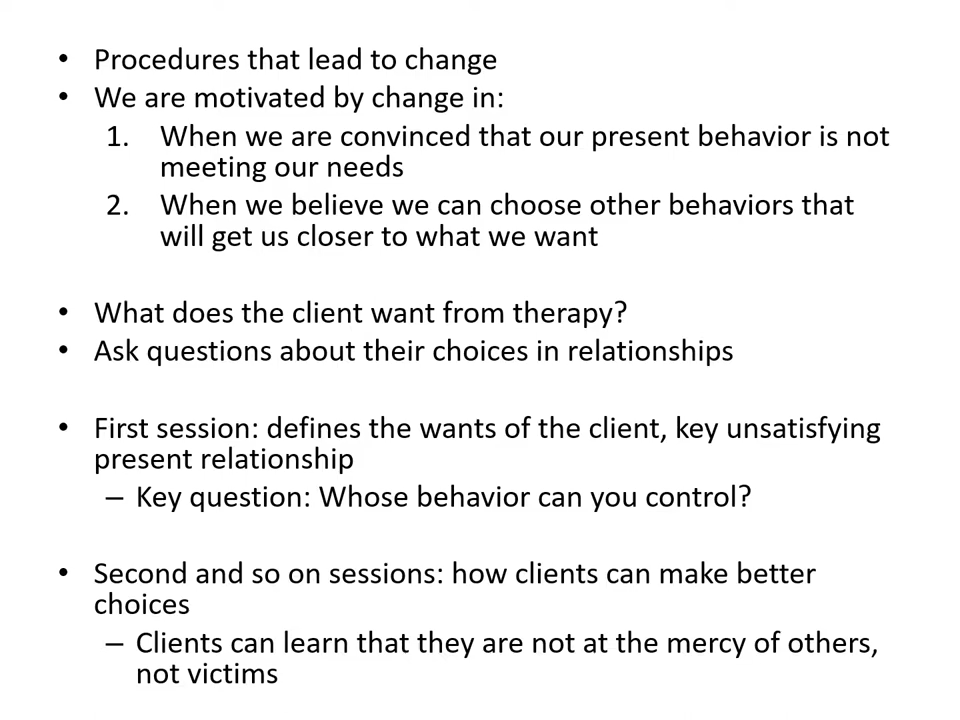 • Procedures that lead to change
• We are motivated by change in:
1. When we are convinced that our present behavior is not
meeting our needs
2. When we believe we can choose other behaviors that
will get us closer to what we want
• What does the client want from therapy?
• Ask questions about their choices in relationships
• First session: defines the wants of the client, key unsatisfying
present relationship
– Key question: Whose behavior can you control?
• Second and so on sessions: how clients can make better
choices
– Clients can learn that they are not at the mercy of others,
not victims